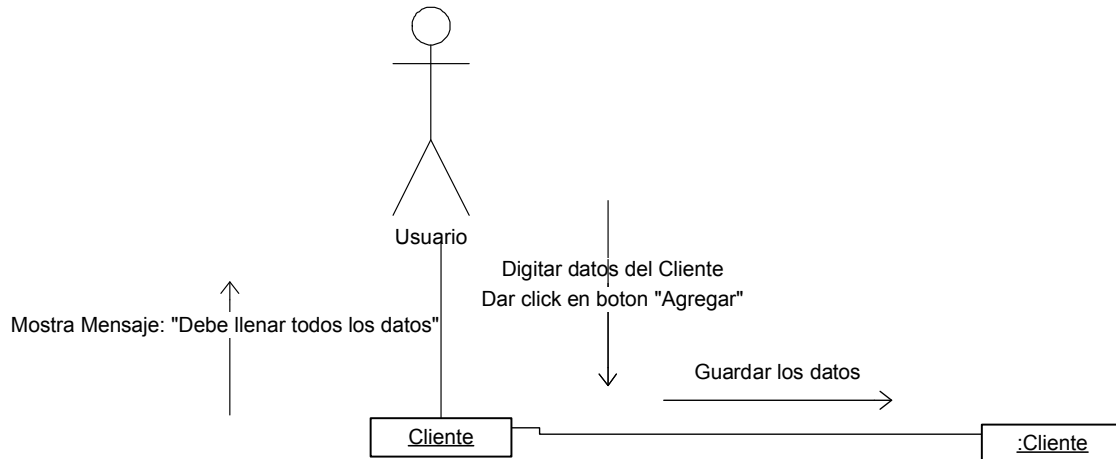 Usuario
Digitar datos del Cliente
Dar click en boton "Agregar"
Mostra Mensaje: "Debe llenar todos los datos"
Guardar los datos
Cliente
:Cliente